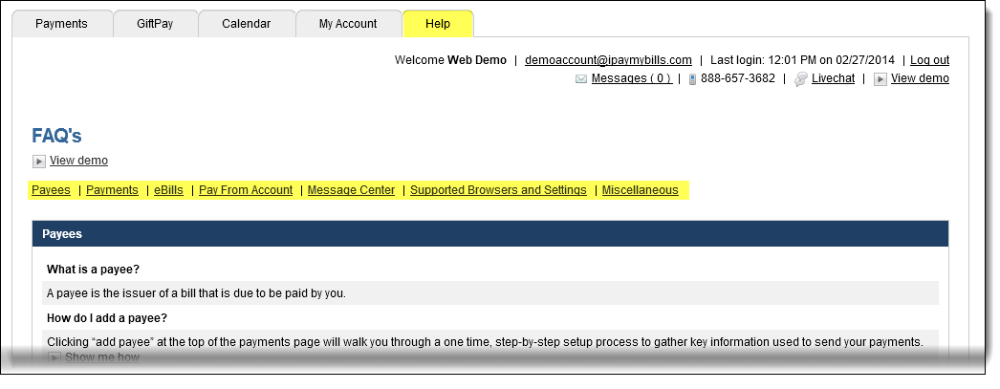 Payments GiftPay Calendar My Account Help
Welcome Web Demo | demoaccount@ipaymybills.com | Last login: 12:01 PM on 02/27/2014 | Log out
Messages ( 0 ) | 888-657-3682 | Livechat | View demo
FAQ's
View demo
Payees | Payments | eBills | Pay From Account | Message Center | Supported Browsers and Settings | Miscellaneous
Payees
What is a payee?
A payee is the issuer of a bill that is due to be paid by you.
How do I add a payee?
Clicking “add payee” at the top of the payments page will walk you through a one time, step-by-step setup process to gather key information used to send your payments.
Show me how